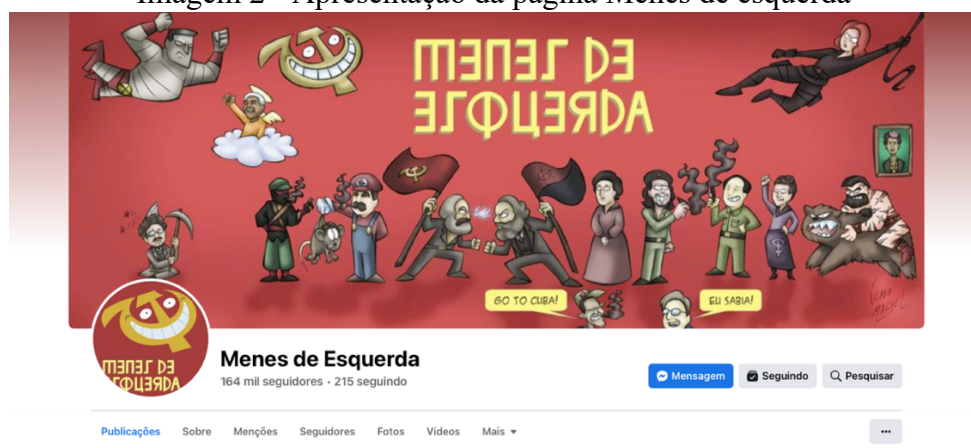 Imagem 2 - Apresentação da página Menes de esquerda
MENES DE
ESQUERDA
GO TO CUBA!
EU SABIA!
MENES DE
ESQUERDA
Menes de Esquerda
164 mil seguidores · 215 seguindo
Mensagem
Seguindo
Pesquisar
Publicações Sobre Menções Seguidores Fotos Vídeos Mais